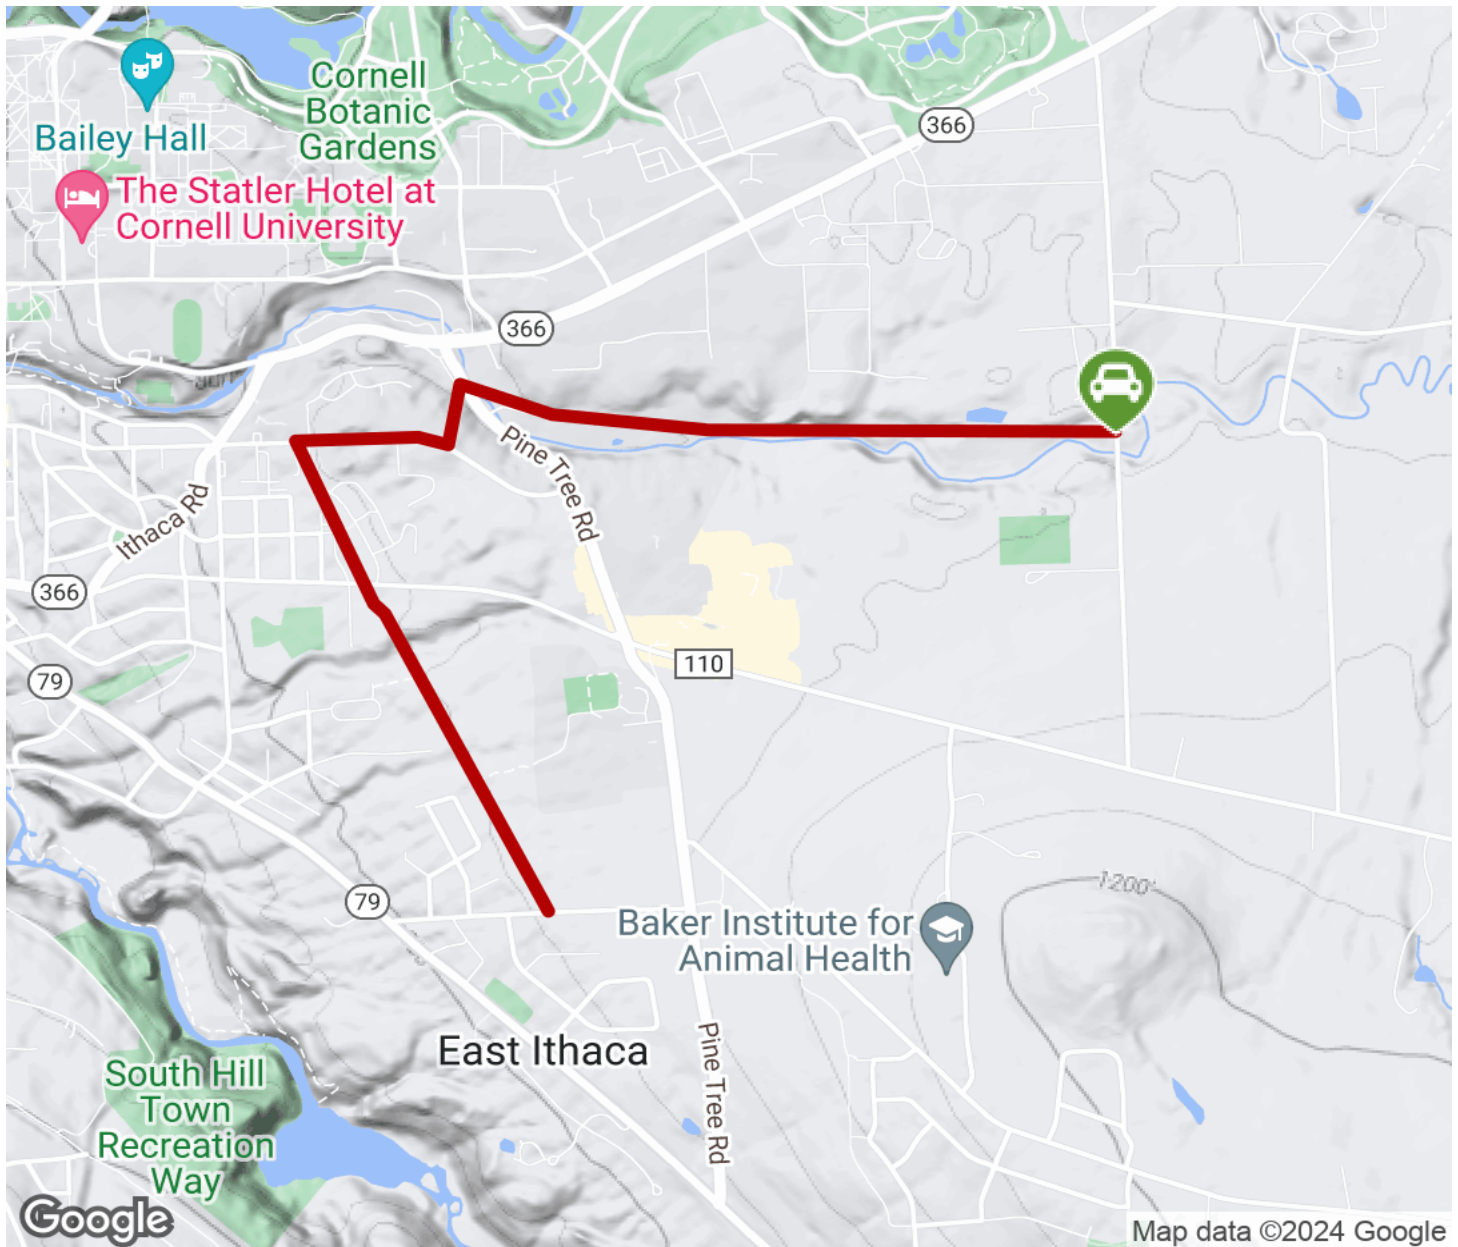 Cornell
Botanic
Gardens
Bailey Hall
366
The Statler Hotel at
Cornell University
366
Pine Tree Rd
Ithaca Rd
366
110
79
1200'
79
Baker Institute for
Animal Health
East Ithaca
Pine Tree Rd
South Hill
Town
Recreation
Way
Google
Map data ©2024 Google